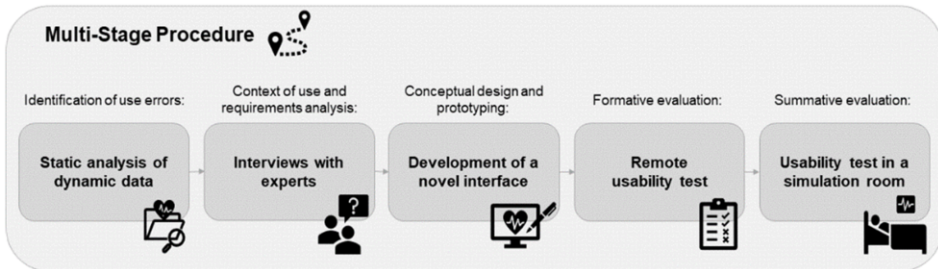 Multi-Stage Procedure
Identification of use errors:
Static analysis of
dynamic data
Context of use and
requirements analysis:
Interviews with
experts
?
Conceptual design and
prototyping:
Development of a
novel interface
Formative evaluation:
Remote
usability test
Summative evaluation:
Usability test in a
simulation room